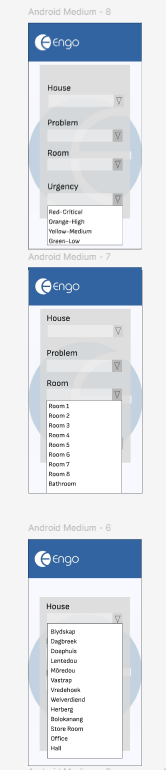 Android Medium - 8
Engo
House
Problem
Room
Urgency
Red-Critical
Orange-High
Yellow-Medium
Green-Low
Android Medium - 7
Engo
House
Problem
Room
Room 1
Room 2
Room 3
Room 4
Room 5
Room 6
Room 7
Room 8
Bathroom
Android Medium - 6
Engo
House
Blydskap
Dagbreek
Doephuis
Lentedou
Môredou
Vastrap
Vredehoek
Welverdiend
Herberg
Bolokanang
Store Room
Office
Hall